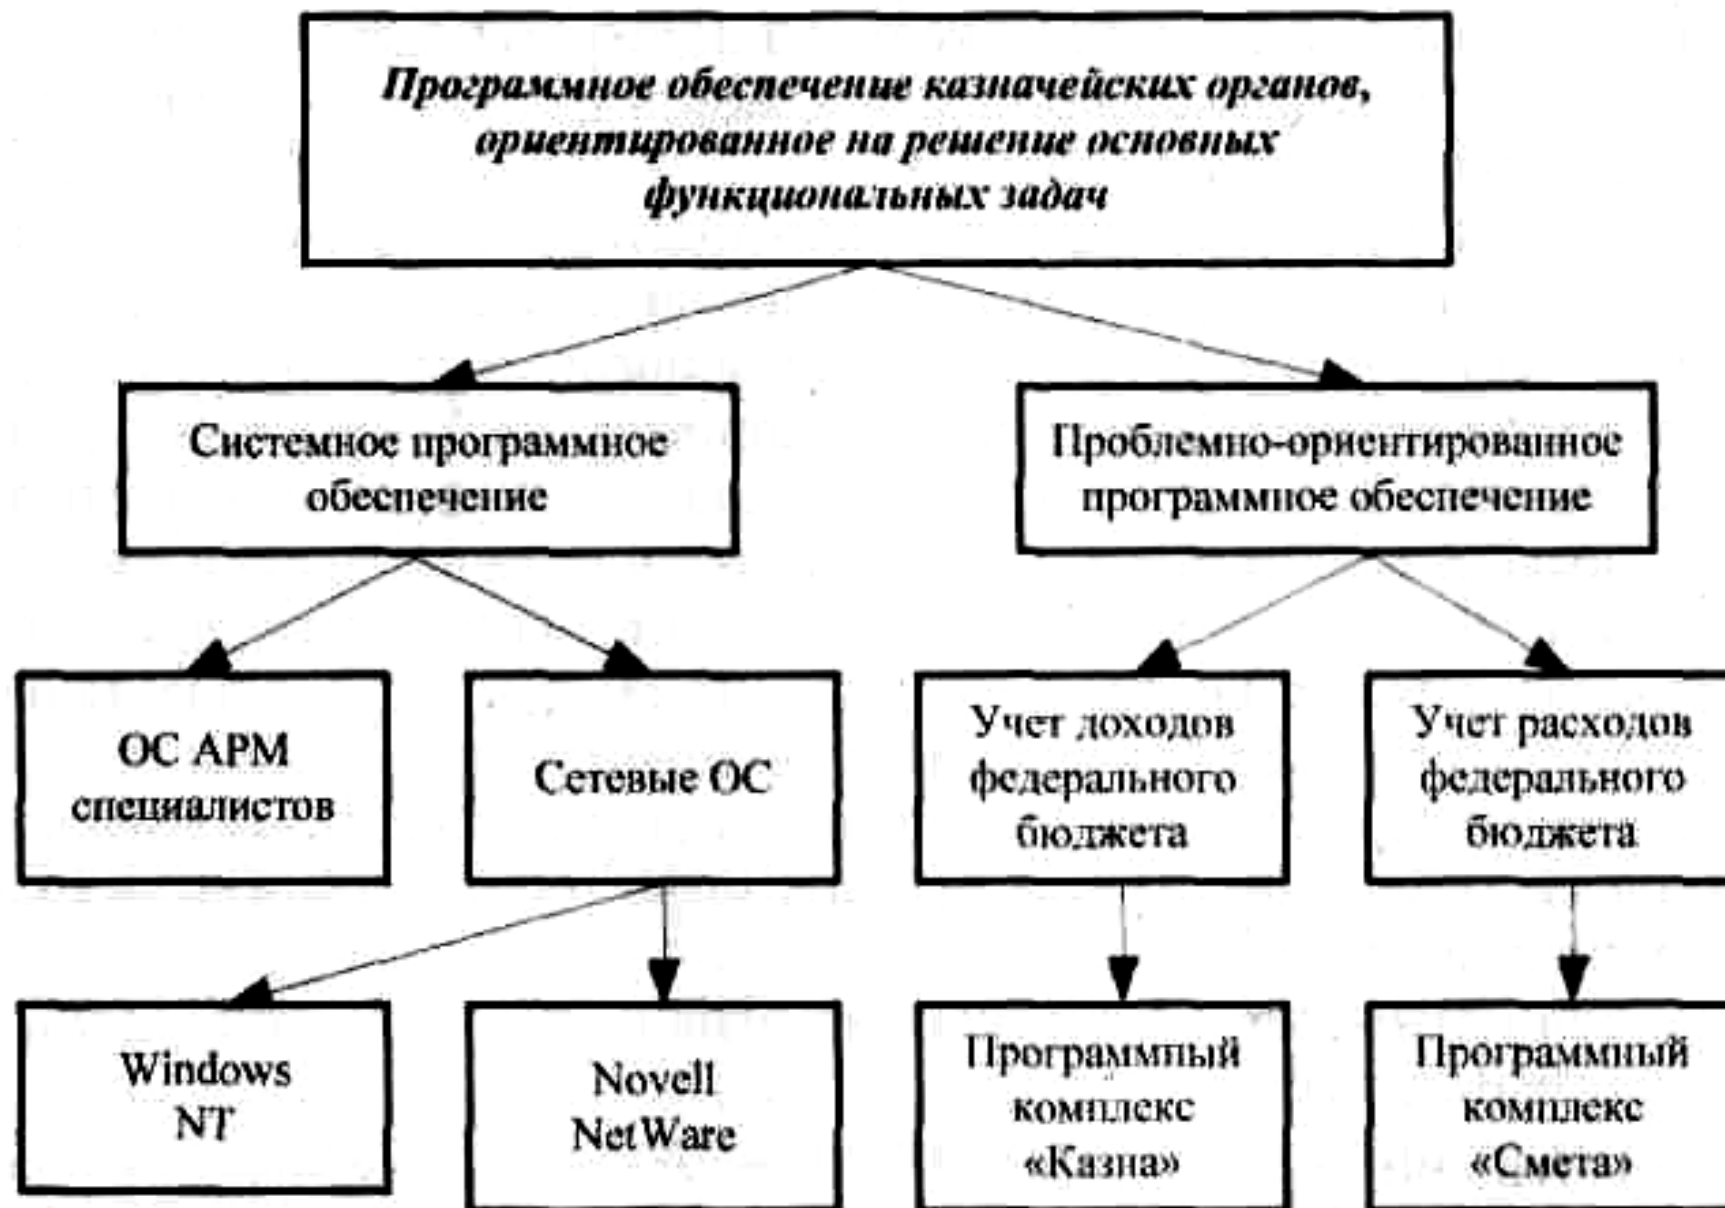 Программное обеспечение казначейских органов,
ориентированное на решение основных
функциональных задач
Системное программное
обеспечение
Проблемно-ориентированное
программное обеспечение
ОС АРМ
специалистов
Сетевые ОС
Учет доходов
федерального
бюджета
Учет расходов
федерального
бюджета
Windows
NT
Novell
NetWare
Программный
комплекс
«Казна»
Программный
комплекс
«Смета»